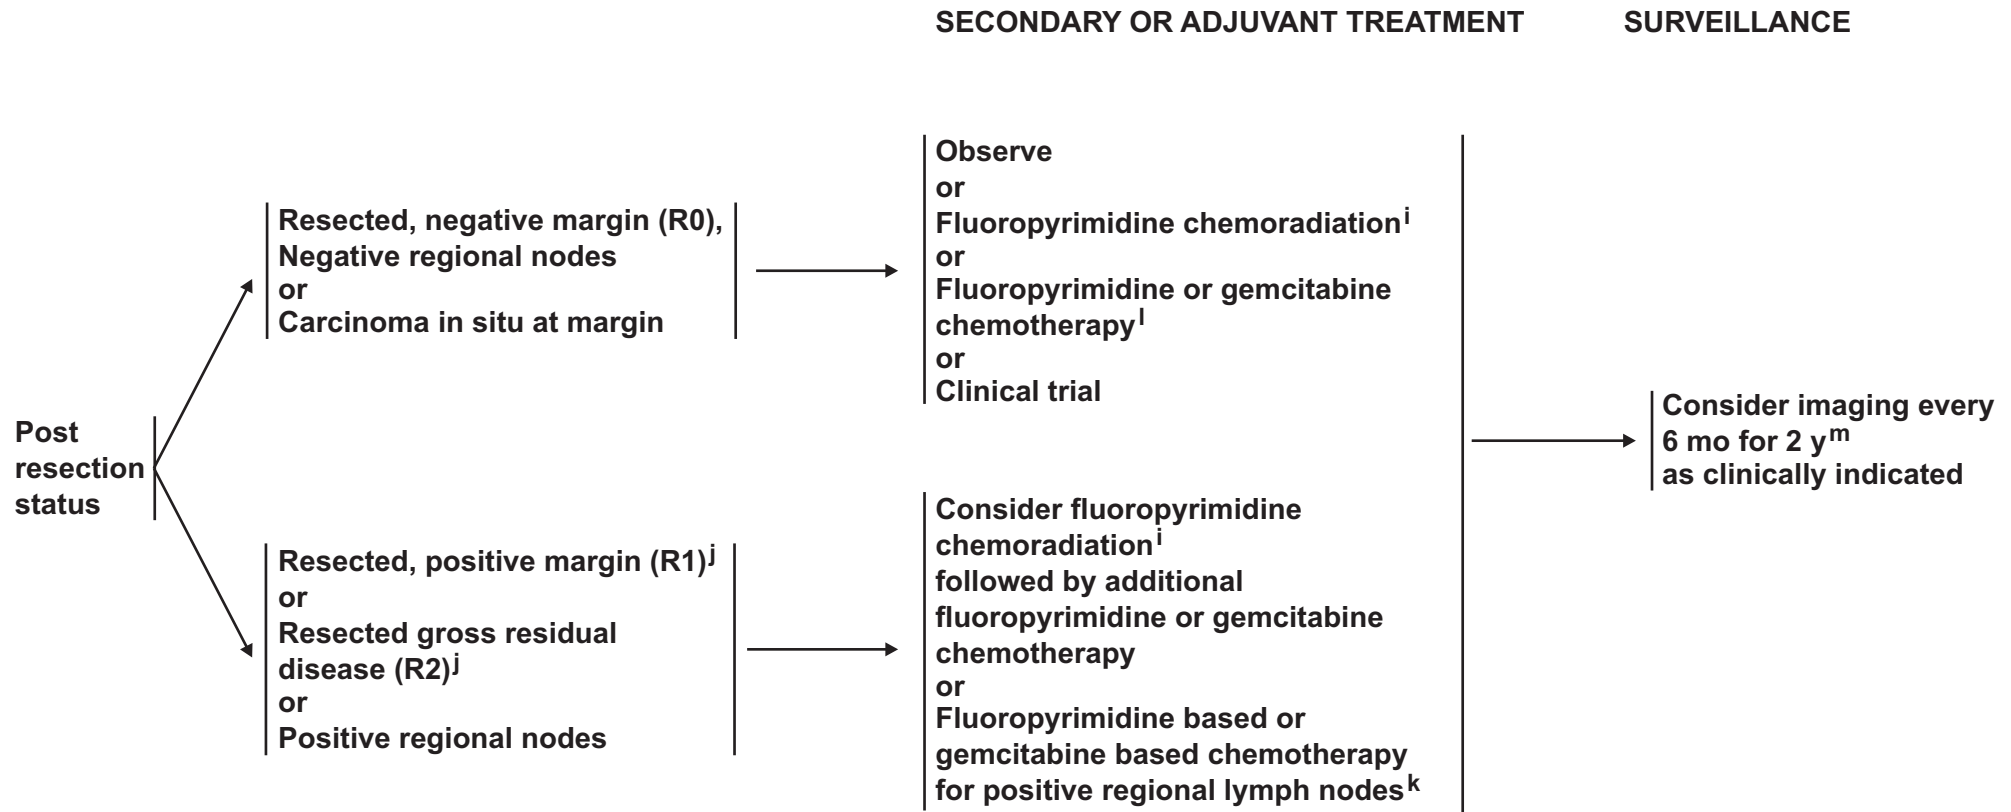 SECONDARY OR ADJUVANT TREATMENT
SURVEILLANCE
Post
resection
status
Resected, negative margin (R0),
Negative regional nodes
or
Carcinoma in situ at margin
Observe
or
Fluoropyrimidine chemoradiationⁱ
or
Fluoropyrimidine or gemcitabine
chemotherapyˡ
or
Clinical trial
Resected, positive margin (R1)ʲ
or
Resected gross residual
disease (R2)ʲ
or
Positive regional nodes
Consider fluoropyrimidine
chemoradiationⁱ
followed by additional
fluoropyrimidine or gemcitabine
chemotherapy
or
Fluoropyrimidine based or
gemcitabine based chemotherapy
for positive regional lymph nodesᵏ
Consider imaging every
6 mo for 2 yᵐ
as clinically indicated